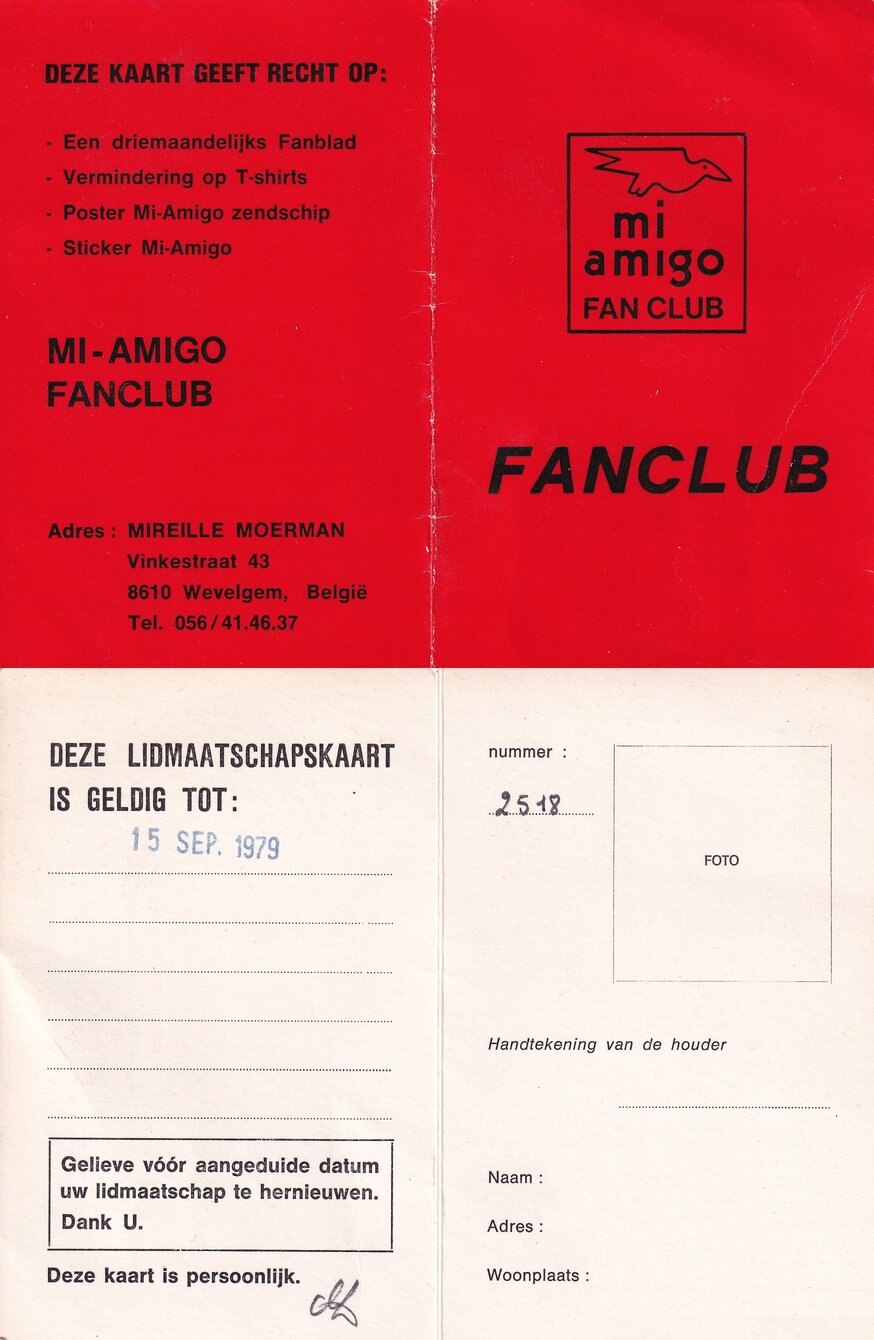 DEZE KAART GEEFT RECHT OP:
- Een driemaandelijks Fanblad
- Vermindering op T-shirts
- Poster Mi-Amigo zendschip
- Sticker Mi-Amigo
MI-AMIGO
FANCLUB
Adres : MIREILLE MOERMAN
Vinkestraat 43
8610 Wevelgem, België
Tel. 056/41.46.37
mi
amigo
FAN CLUB
FANCLUB
DEZE LIDMAATSCHAPSKAART
IS GELDIG TOT:
15 SEP. 1979
Gelieve vóór aangeduide datum
uw lidmaatschap te hernieuwen.
Dank U.
Deze kaart is persoonlijk.
nummer :
2518
FOTO
Handtekening van de houder
Naam :
Adres :
Woonplaats :